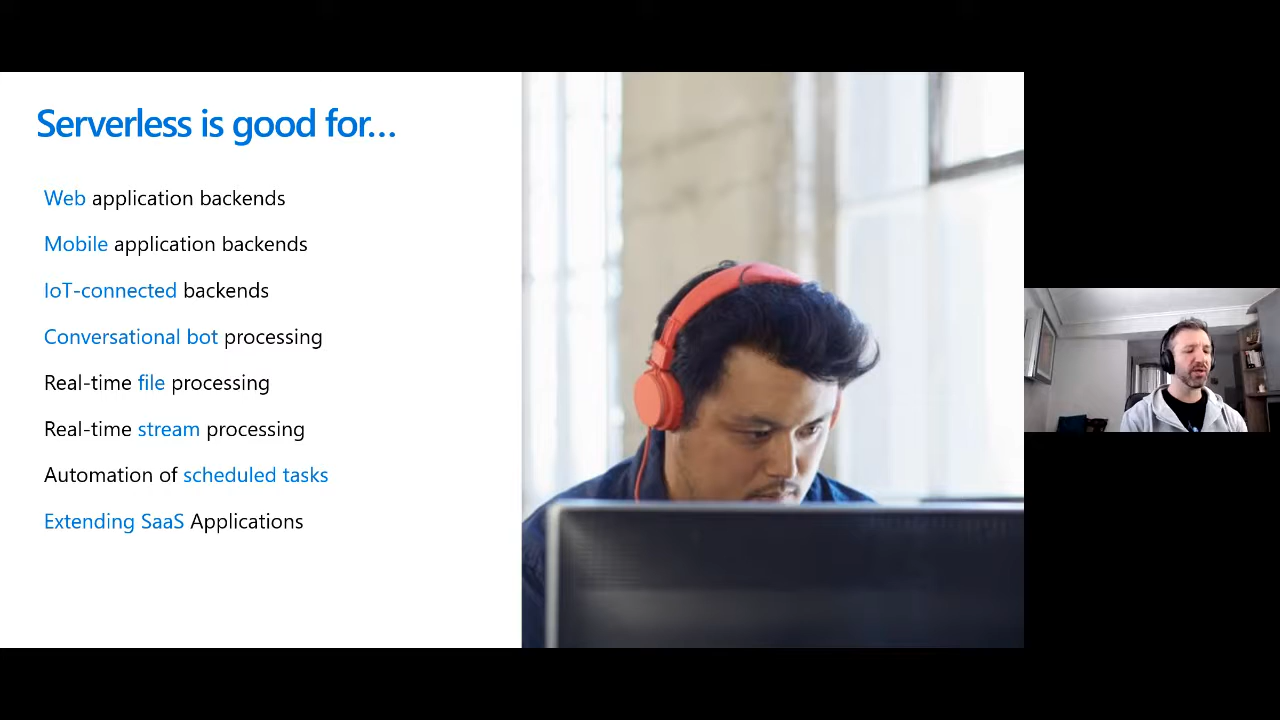 Serverless is good for...
Web application backends
Mobile application backends
IoT-connected backends
Conversational bot processing
Real-time file processing
Real-time stream processing
Automation of scheduled tasks
Extending SaaS Applications